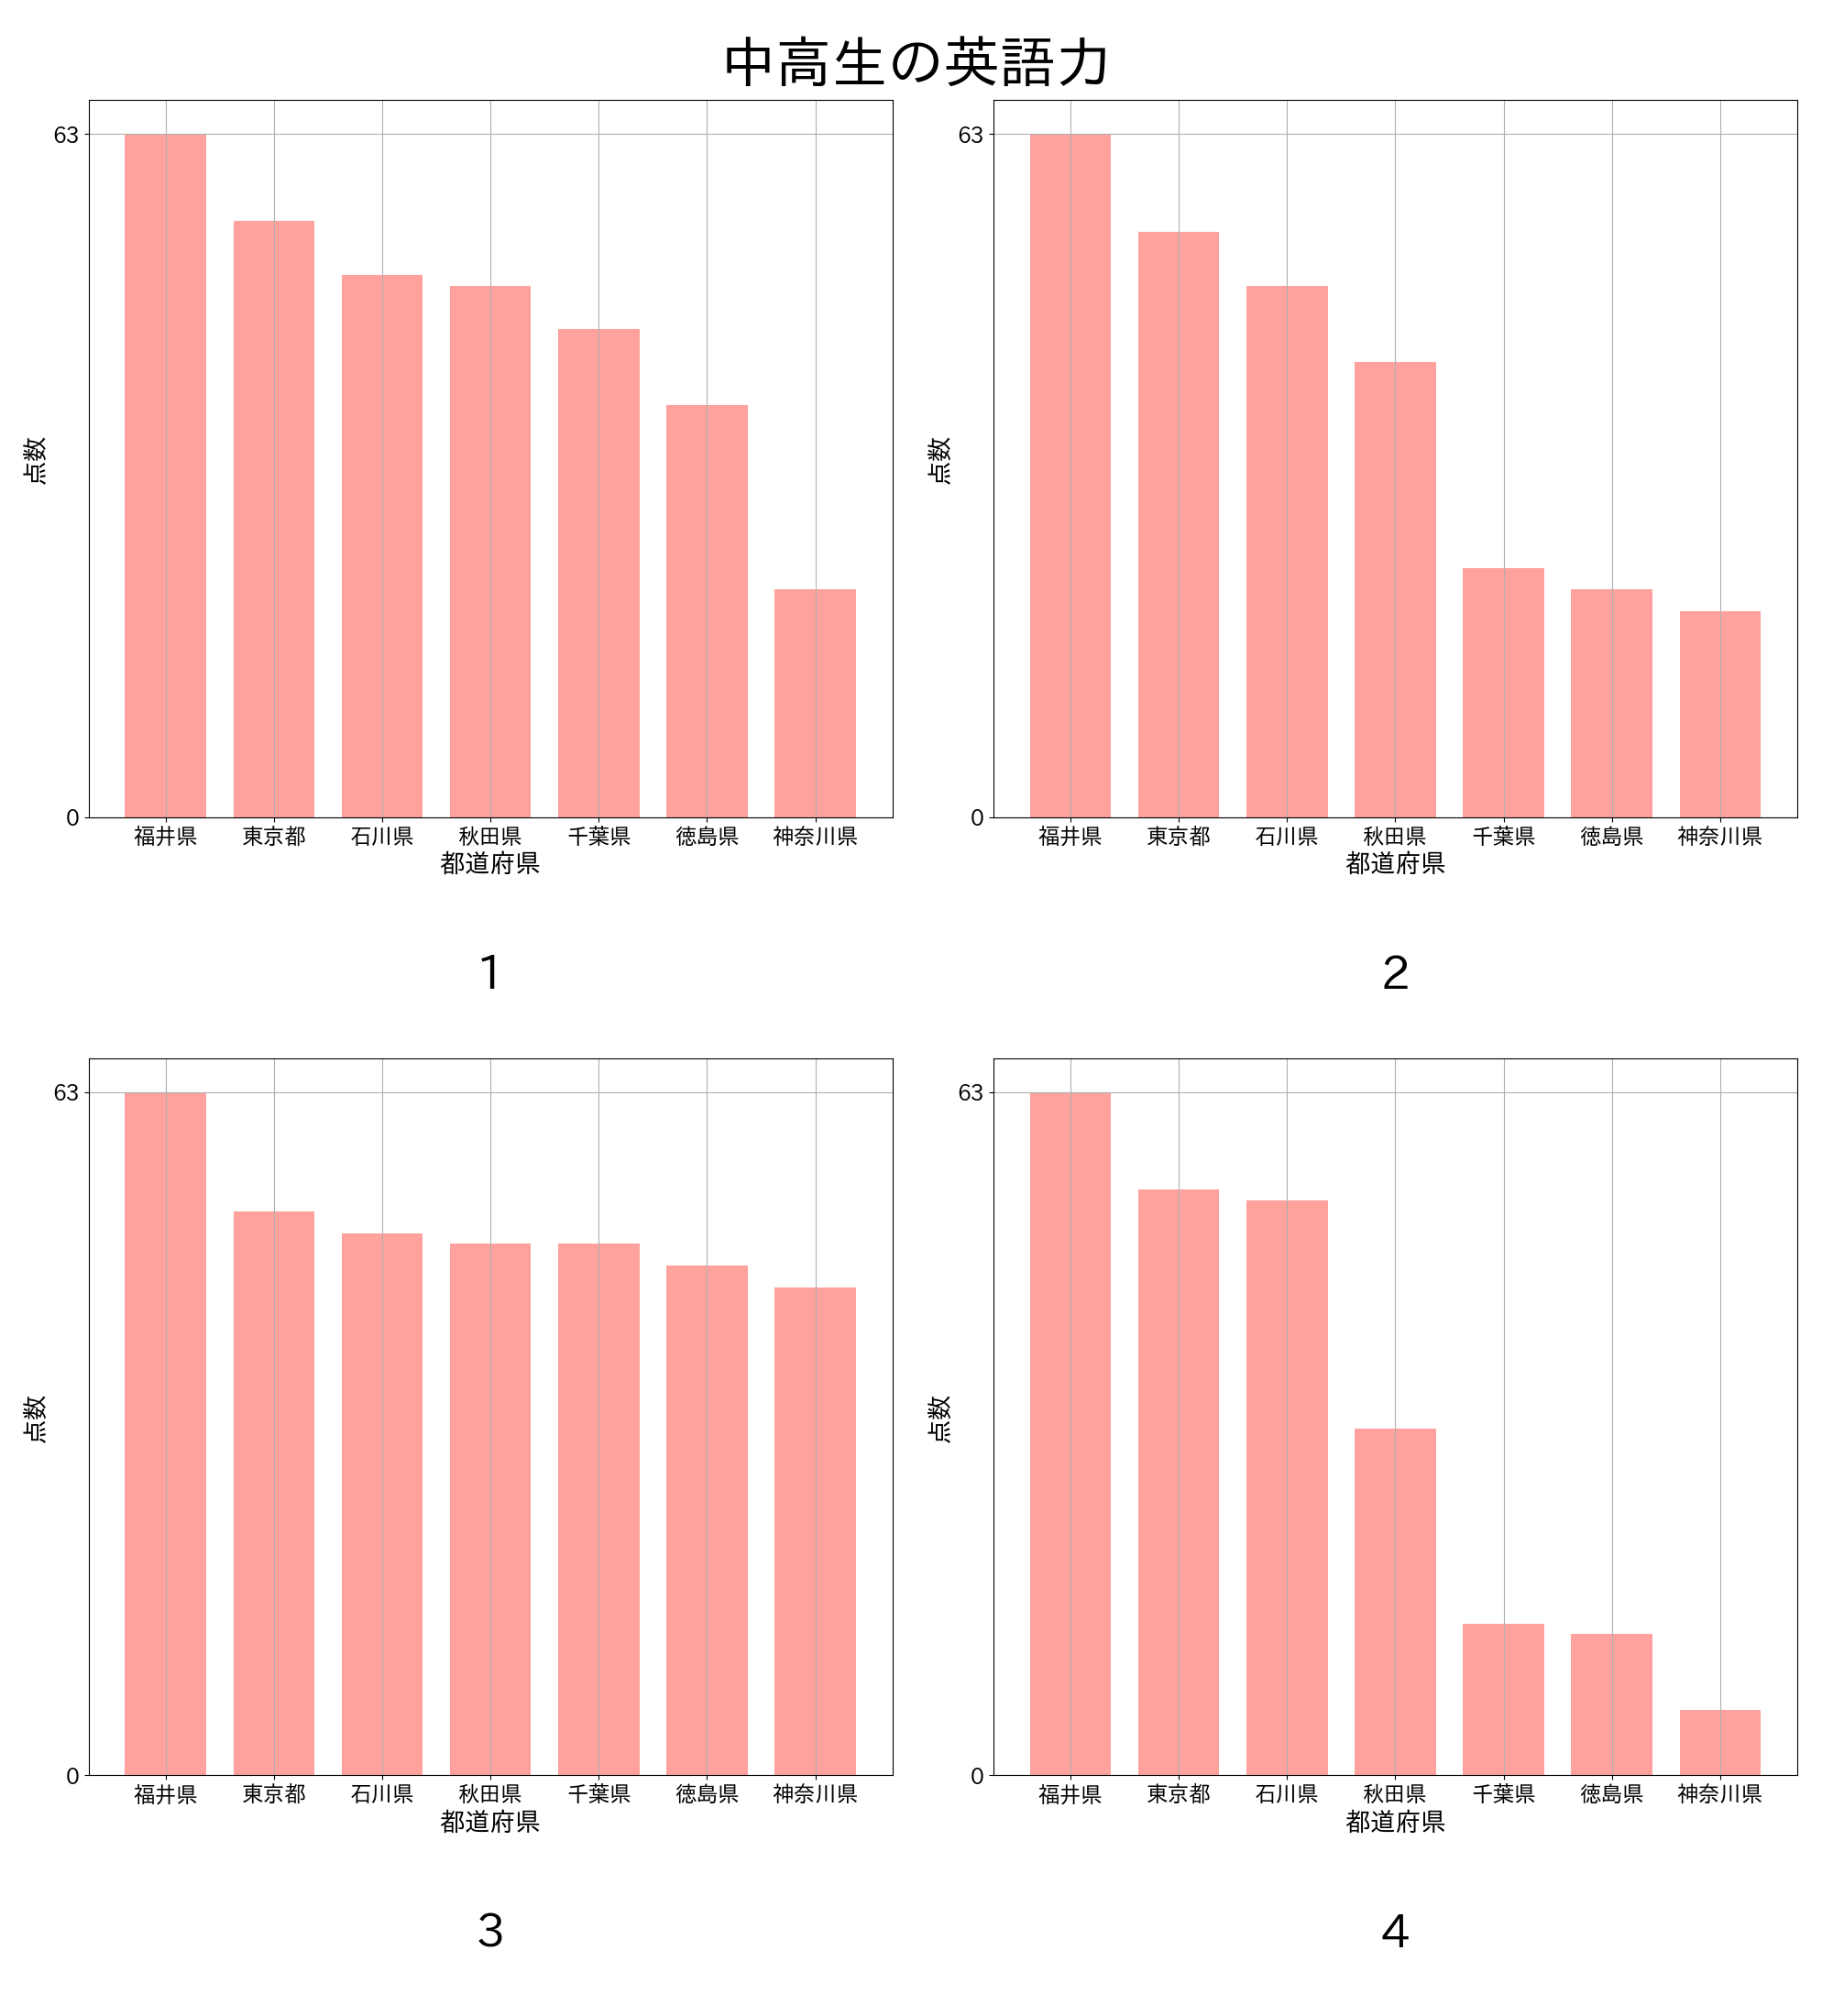 中高生の英語力
63
点数
0
福井県 東京都 石川県 秋田県 千葉県 徳島県 神奈川県
都道府県
1
63
点数
0
福井県 東京都 石川県 秋田県 千葉県 徳島県 神奈川県
都道府県
2
63
点数
0
福井県 東京都 石川県 秋田県 千葉県 徳島県 神奈川県
都道府県
3
63
点数
0
福井県 東京都 石川県 秋田県 千葉県 徳島県 神奈川県
都道府県
4